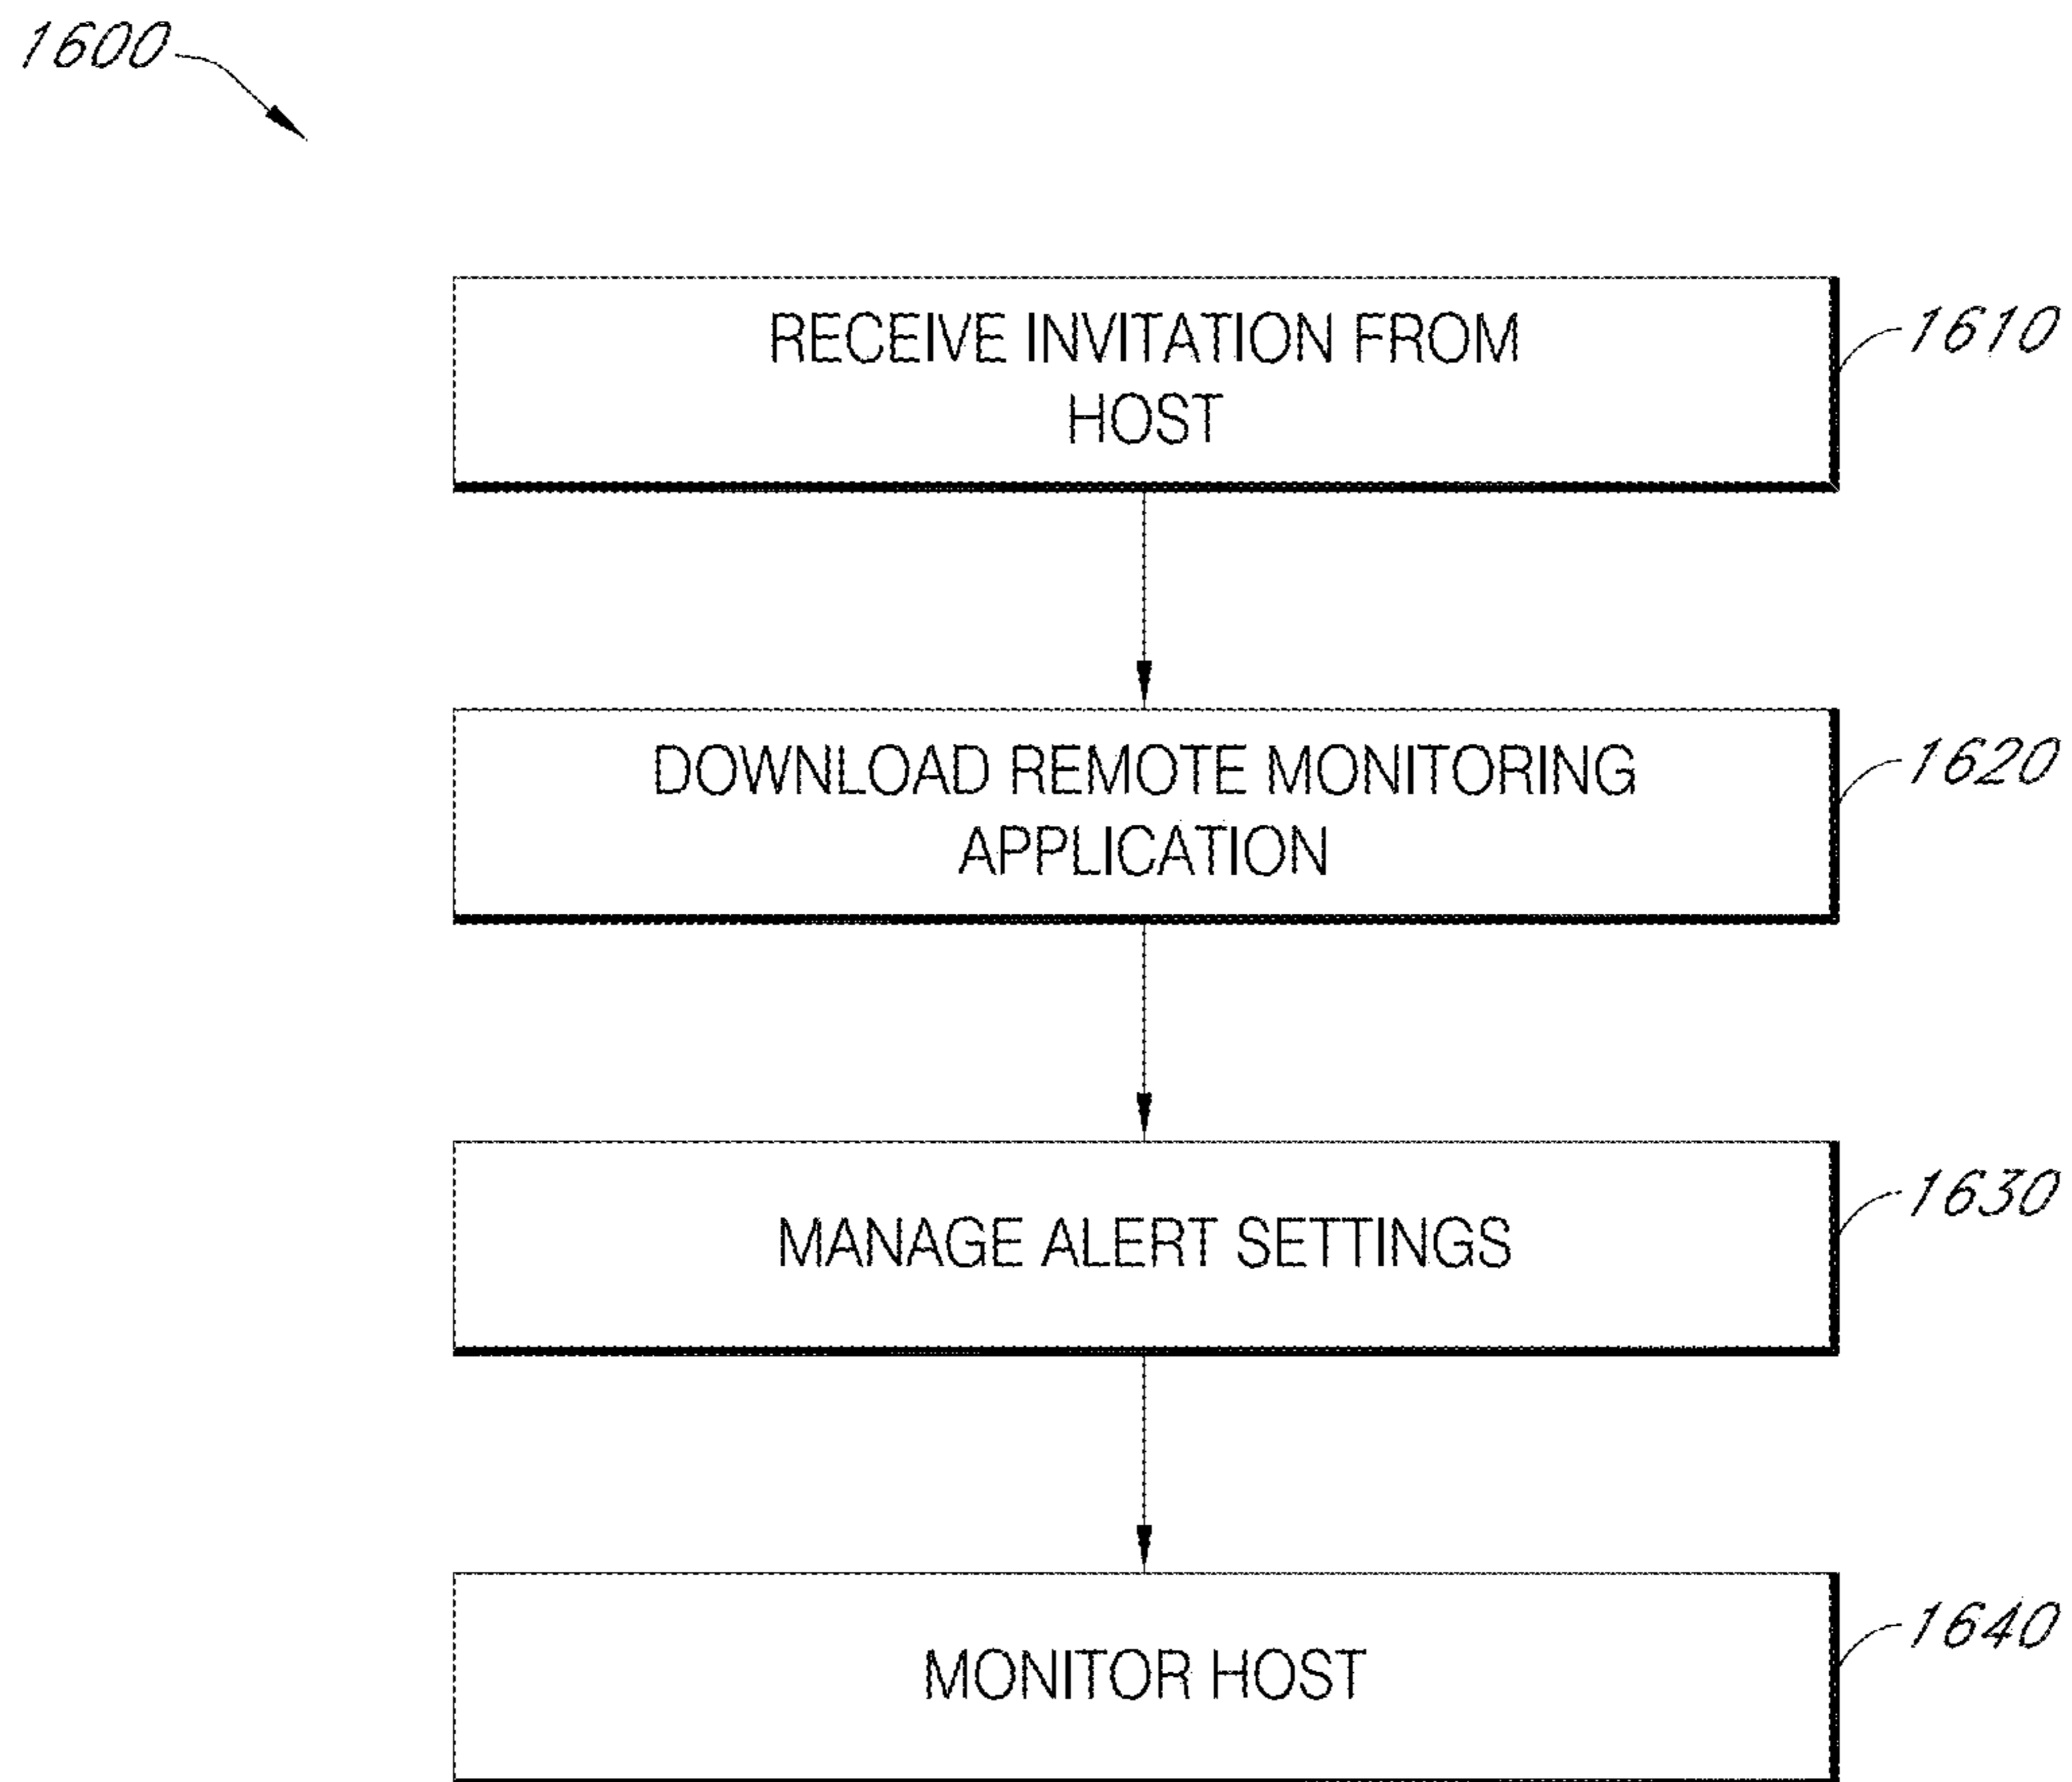 1600
RECEIVE INVITATION FROM
HOST
1610
DOWNLOAD REMOTE MONITORING
APPLICATION
1620
MANAGE ALERT SETTINGS
1630
MONITOR HOST
1640